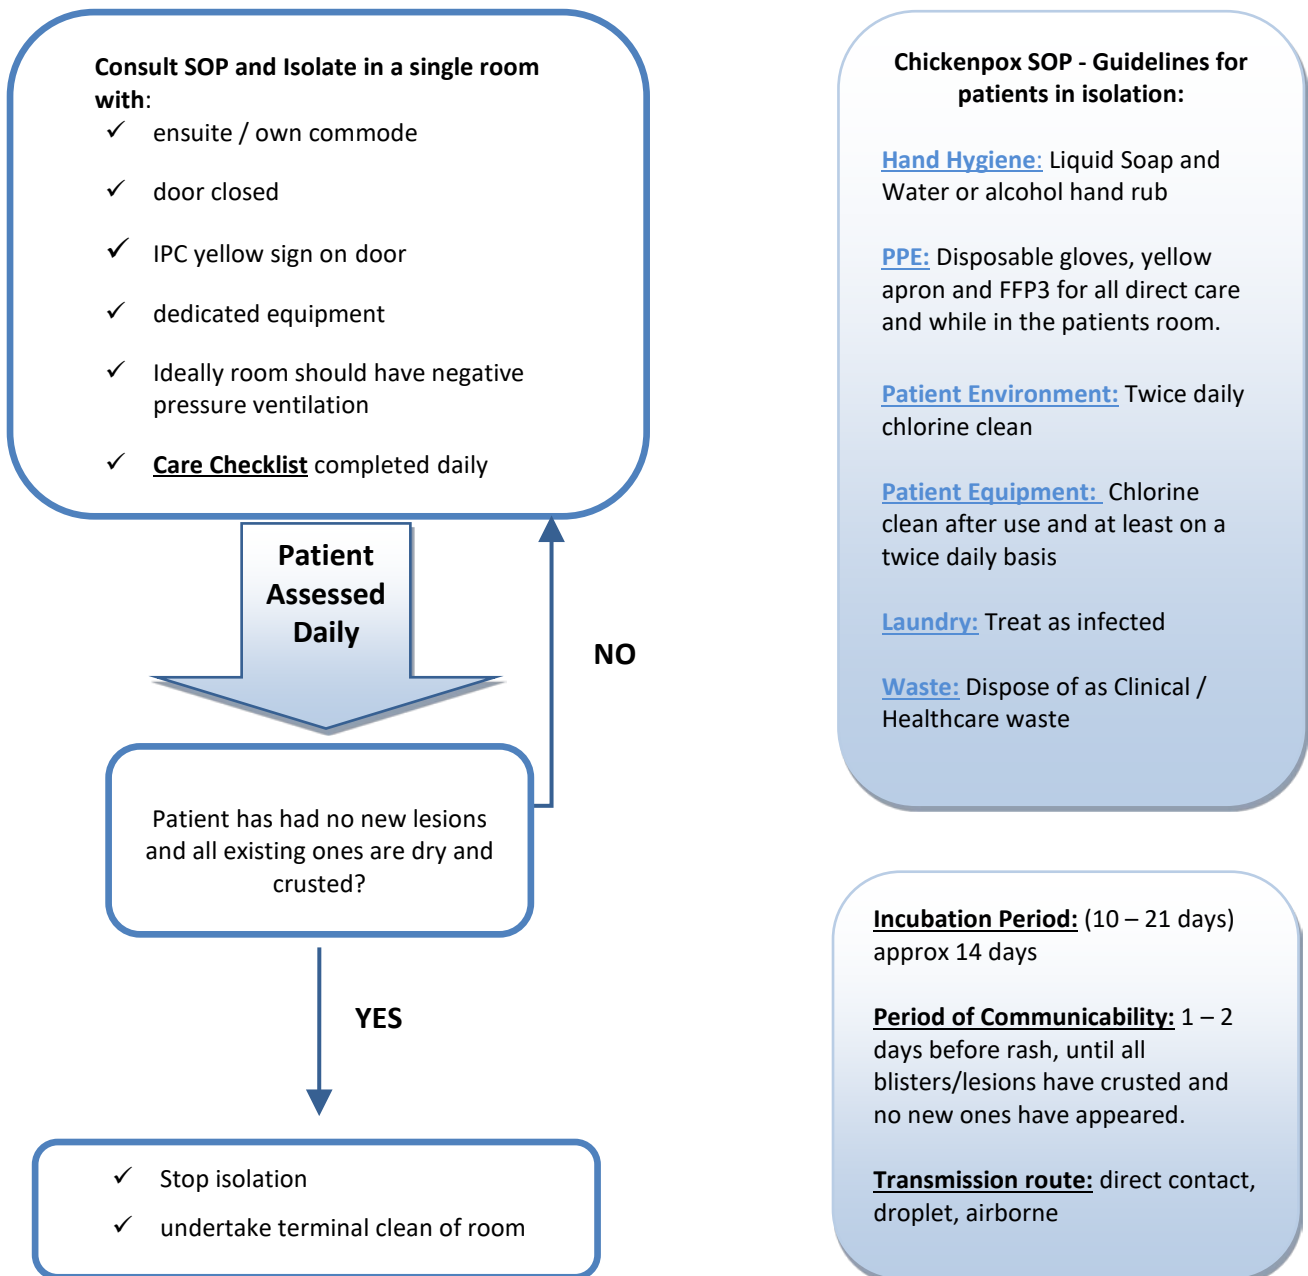 Consult SOP and Isolate in a single room
with:
✓ ensuite / own commode
✓ door closed
✓ IPC yellow sign on door
✓ dedicated equipment
✓ Ideally room should have negative
pressure ventilation
✓ Care Checklist completed daily
Patient
Assessed
Daily
NO
Patient has had no new lesions
and all existing ones are dry and
crusted?
YES
✓ Stop isolation
✓ undertake terminal clean of room
Chickenpox SOP - Guidelines for
patients in isolation:
Hand Hygiene: Liquid Soap and
Water or alcohol hand rub
PPE: Disposable gloves, yellow
apron and FFP3 for all direct care
and while in the patients room.
Patient Environment: Twice daily
chlorine clean
Patient Equipment: Chlorine
clean after use and at least on a
twice daily basis
Laundry: Treat as infected
Waste: Dispose of as Clinical /
Healthcare waste
Incubation Period: (10 – 21 days)
approx 14 days
Period of Communicability: 1 – 2
days before rash, until all
blisters/lesions have crusted and
no new ones have appeared.
Transmission route: direct contact,
droplet, airborne